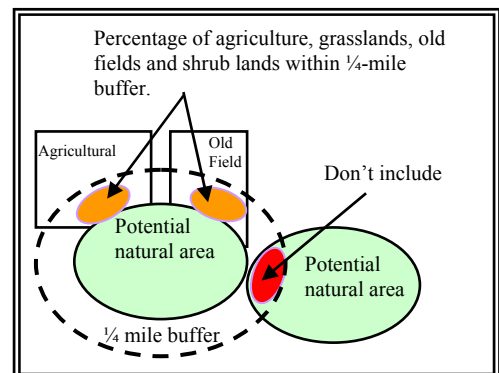 Percentage of agriculture, grasslands, old
fields and shrub lands within ¼-mile
buffer.
Agricultural
Old
Field
Don’t include
Potential
natural area
Potential
natural area
¼ mile buffer